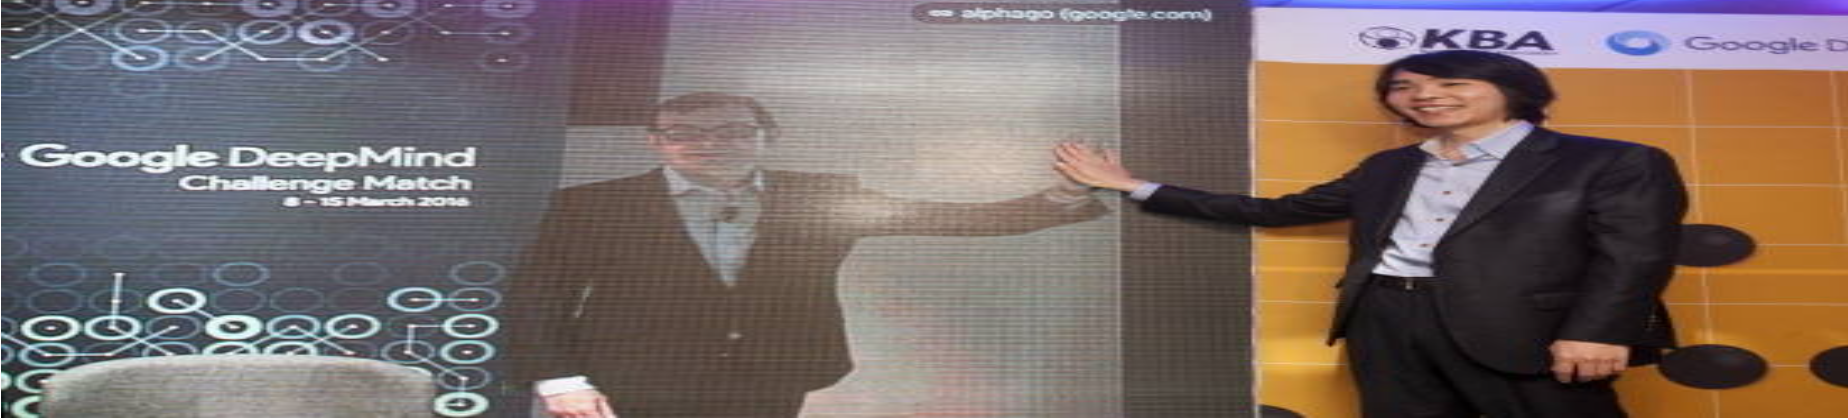 alphago (google.com)
KBA
Google D
Google DeepMind
Challenge Match
8 - 15 March 2016